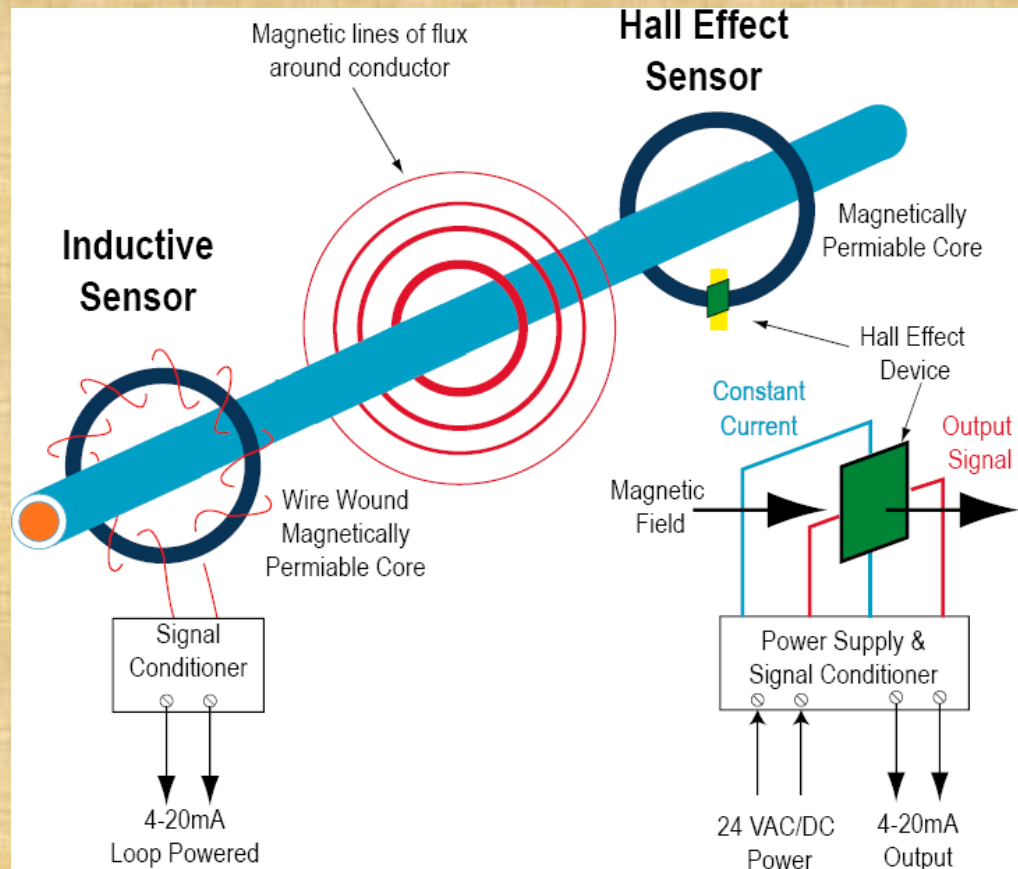 Magnetic lines of flux
around conductor
Hall Effect
Sensor
Inductive
Sensor
Magnetically
Permiable Core
Hall Effect
Device
Constant
Current
Output
Signal
Magnetic
Field
Wire Wound
Magnetically
Permiable Core
Signal
Conditioner
Power Supply &
Signal Conditioner
4-20mA
Loop Powered
24 VAC/DC
Power
4-20mA
Output